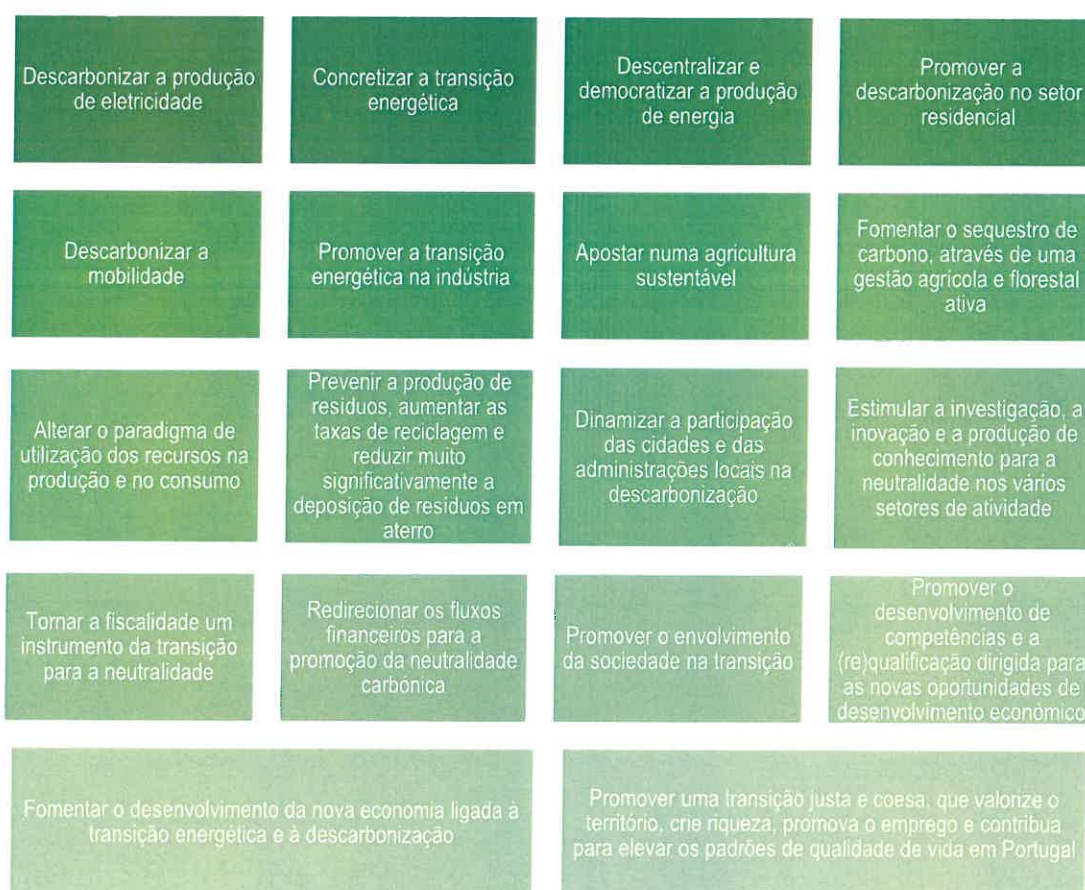 Descarbonizar a produção
de eletricidade
Concretizar a transição
energética
Descentralizar e
democratizar a produção
de energia
Promover a
descarbonização no setor
residencial
Descarbonizar a
mobilidade
Promover a transição
energética na indústria
Apostar numa agricultura
sustentável
Fomentar o sequestro de
carbono, através de uma
gestão agrícola e florestal
ativa
Alterar o paradigma de
utilização dos recursos na
produção e no consumo
Prevenir a produção de
resíduos, aumentar as
taxas de reciclagem e
reduzir muito
significativamente a
deposição de resíduos em
aterro
Dinamizar a participação
das cidades e das
administrações locais na
descarbonização
Estimular a investigação, a
inovação e a produção de
conhecimento para a
neutralidade nos vários
setores de atividade
Tornar a fiscalidade um
instrumento da transição
para a neutralidade
Redirecionar os fluxos
financeiros para a
promoção da neutralidade
carbónica
Promover o envolvimento
da sociedade na transição
Promover o
desenvolvimento de
competências e a
(re)qualificação dirigida para
as novas oportunidades de
desenvolvimento económico
Fomentar o desenvolvimento da nova economia ligada à
transição energética e à descarbonização
Promover uma transição justa e coesa, que valorize o
território, crie riqueza, promova o emprego e contribua
para elevar os padrões de qualidade de vida em Portugal